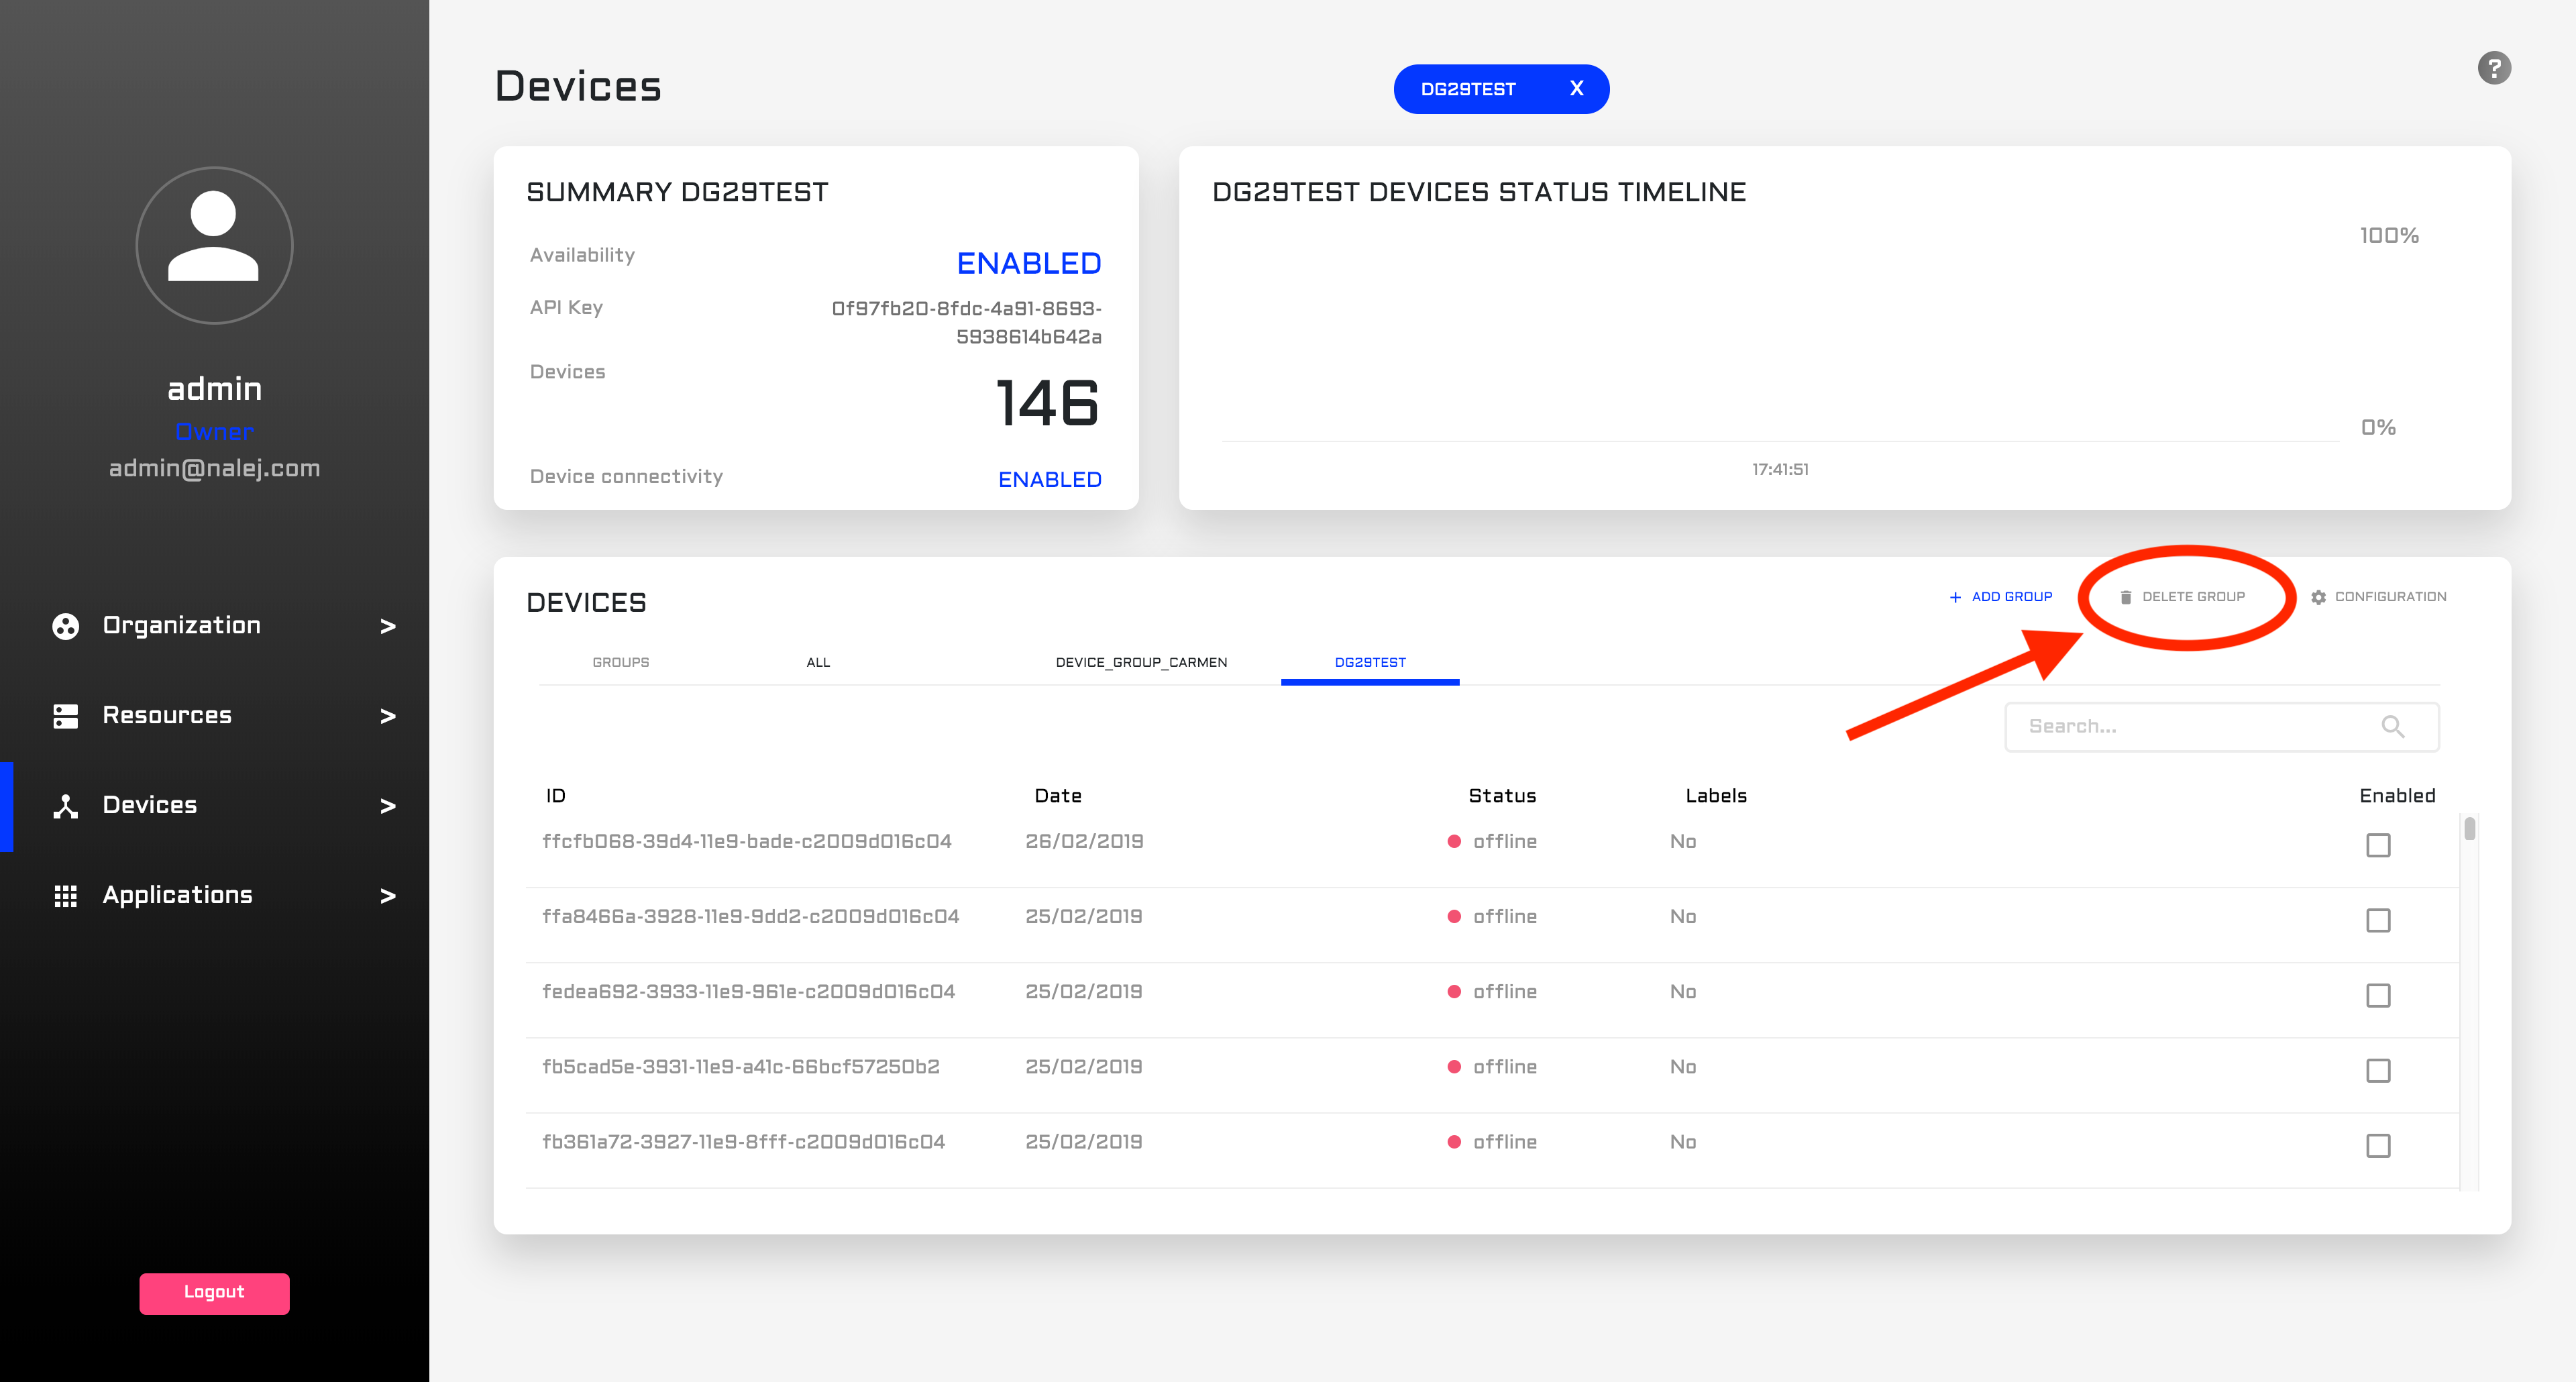 admin
Owner
admin@nalej.com
Organization >
Resources >
Devices >
Applications >
Logout
Devices
DG29TEST X
?
SUMMARY DG29TEST
Availability ENABLED
API Key 0f97fb20-8fdc-4a91-8693-
5938614b642a
Devices 146
Device connectivity ENABLED
DG29TEST DEVICES STATUS TIMELINE
100%
0%
17:41:51
DEVICES
+ ADD GROUP DELETE GROUP CONFIGURATION
GROUPS ALL DEVICE_GROUP_CARMEN DG29TEST
Search...
ID Date Status Labels Enabled
ffcfb068-39d4-11e9-bade-c2009d016c04 26/02/2019 offline No
ffa8466a-3928-11e9-9dd2-c2009d016c04 25/02/2019 offline No
fedea692-3933-11e9-961e-c2009d016c04 25/02/2019 offline No
fb5cad5e-3931-11e9-a41c-66bcf57250b2 25/02/2019 offline No
fb361a72-3927-11e9-8fff-c2009d016c04 25/02/2019 offline No